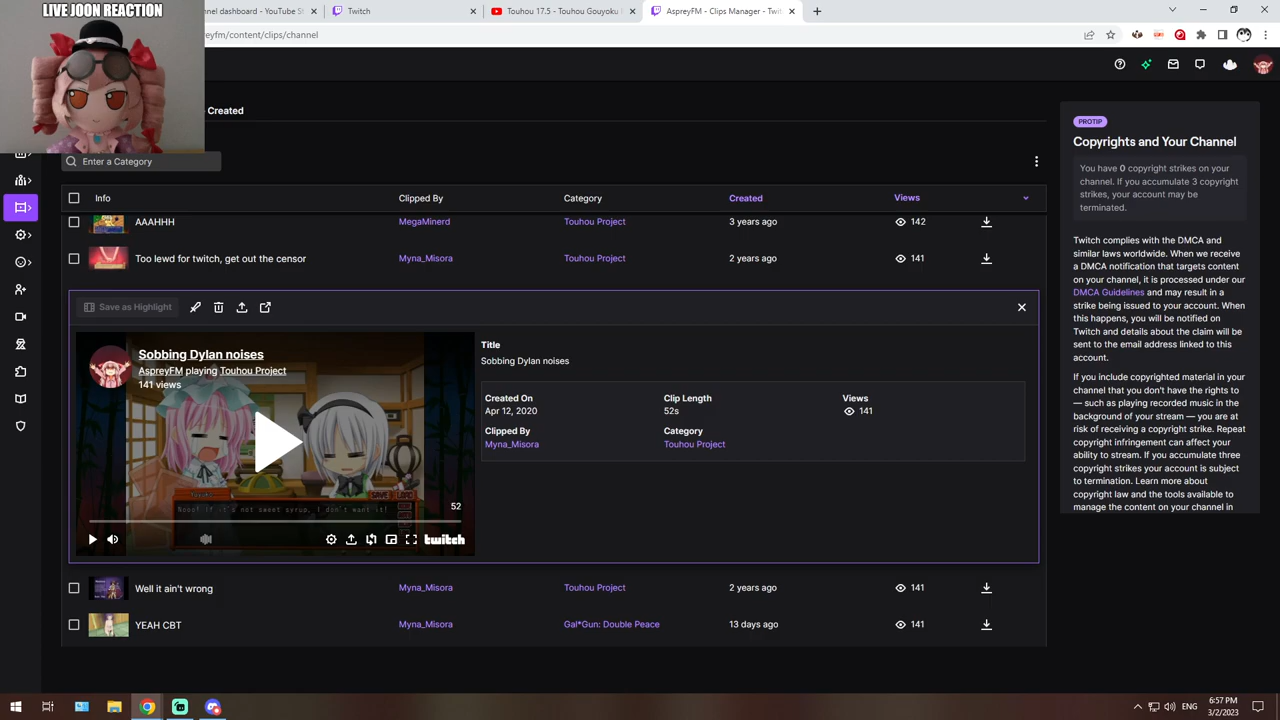 LIVE JOON REACTION
nnel dashboard - YouTube St
Twitch
Touhou 17.5 - Touhou Gouyoku I
AspreyFM - Clips Manager - Twit
eyfm/content/clips/channel
Created
Enter a Category
Info Clipped By Category Created Views
AAAHHH MegaMinerd Touhou Project 3 years ago 142
Too lewd for twitch, get out the censor Myna_Misora Touhou Project 2 years ago 141
Save as Highlight
Sobbing Dylan noises
AspreyFM playing Touhou Project
141 views
Nooo! If it's not sweet syrup, I don't want it!
52
twitch
Title
Sobbing Dylan noises
Created On Clip Length Views
Apr 12, 2020 52s 141
Clipped By Category
Myna_Misora Touhou Project
Well it ain't wrong Myna_Misora Touhou Project 2 years ago 141
YEAH CBT Myna_Misora Gal*Gun: Double Peace 13 days ago 141
PROTIP
Copyrights and Your Channel
You have 0 copyright strikes on your
channel. If you accumulate 3 copyright
strikes, your account may be
terminated.
Twitch complies with the DMCA and
similar laws worldwide. When we receive
a DMCA notification that targets content
on your channel, it is processed under our
DMCA Guidelines and may result in a
strike being issued to your account. When
this happens, you will be notified on
Twitch and details about the claim will be
sent to the email address linked to this
account.
If you include copyrighted material in your
channel that you don't have the rights to
— such as playing recorded music in the
background of your stream — you are at
risk of receiving a copyright strike. Repeat
copyright infringement can affect your
ability to stream. If you accumulate three
copyright strikes your account is subject
to termination. Learn more about
copyright law and the tools available to
manage the content on your channel in
ENG
6:57 PM
3/2/2023